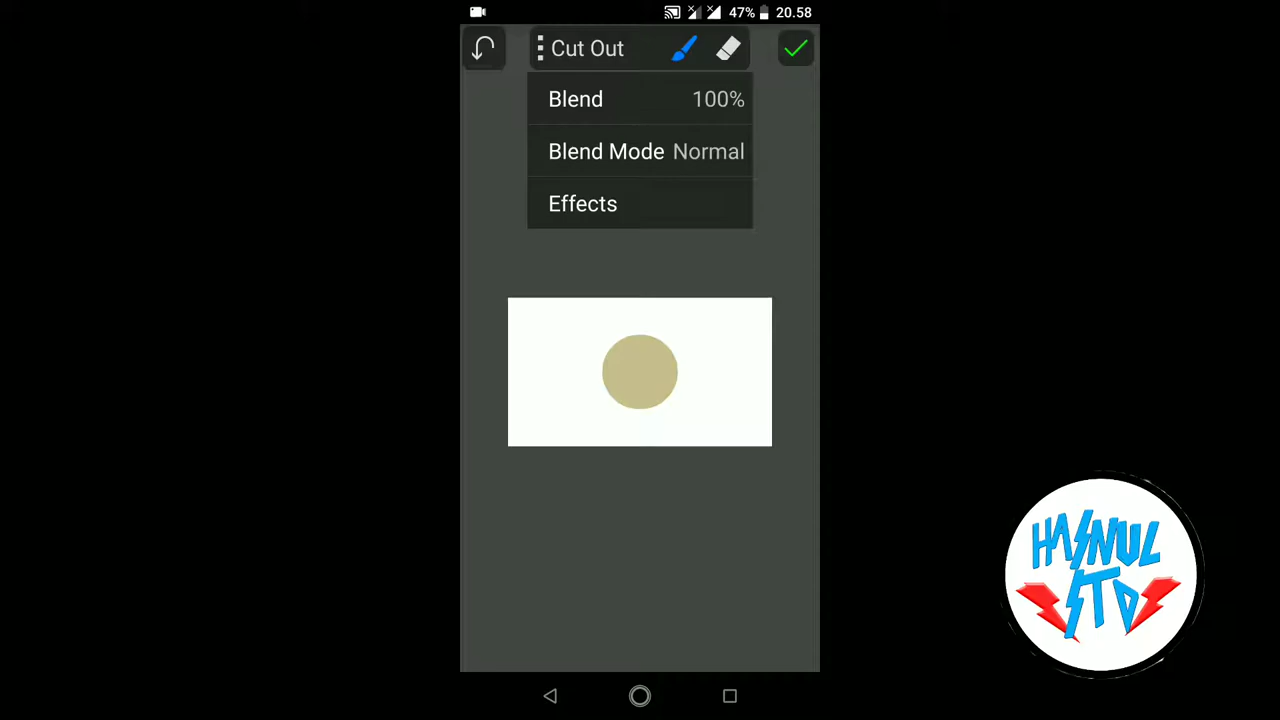 47% 20.58
Cut Out
Blend 100%
Blend Mode Normal
Effects
HASNUL
STD